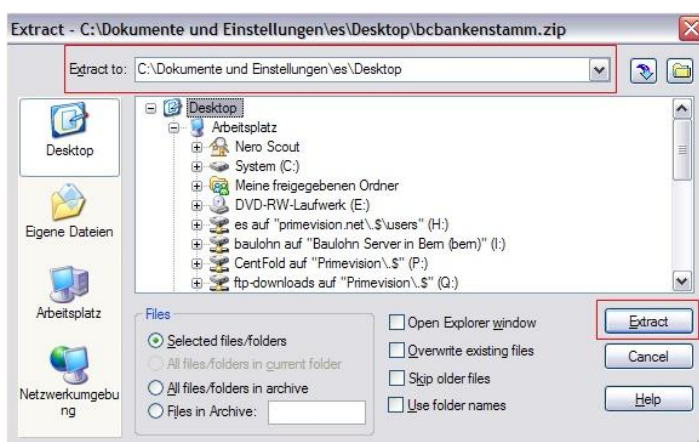 Extract - C:\Dokumente und Einstellungen\es\Desktop\bcbankenstamm.zip
Extract to: C:\Dokumente und Einstellungen\es\Desktop
Desktop
Eigene Dateien
Arbeitsplatz
Netzwerkumgebu
ng
Desktop
Arbeitsplatz
Nero Scout
System (C:)
Meine freigegebenen Ordner
DVD-RW-Laufwerk (E:)
es auf "primevision.net\.$\users" (H:)
baulohn auf "Baulohn Server in Bern (bern)" (I:)
CentFold auf "Primevision\.$" (P:)
ftp-downloads auf "Primevision\.$" (Q:)
Files
Selected files/folders
All files/folders in current folder
All files/folders in archive
Files in Archive:
Open Explorer window
Overwrite existing files
Skip older files
Use folder names
Extract
Cancel
Help